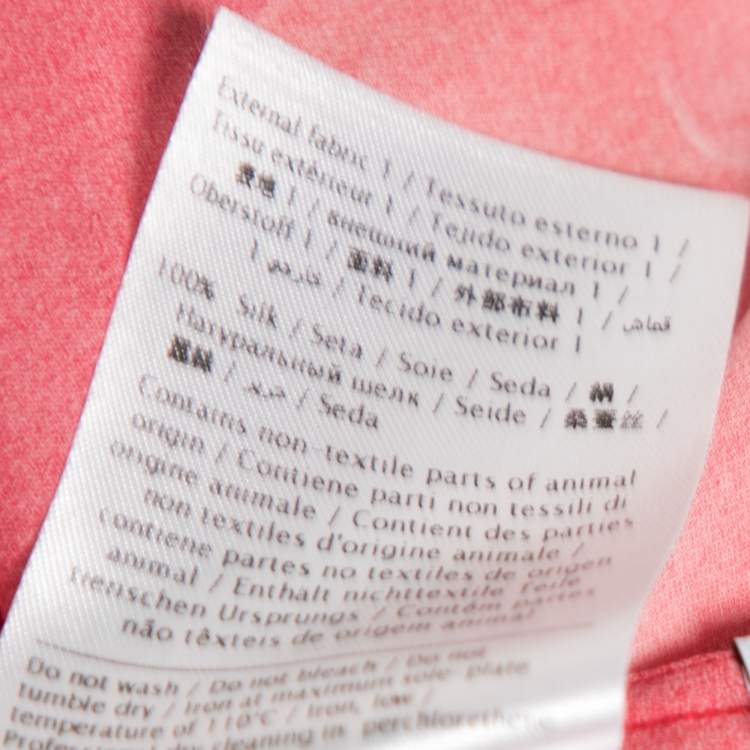 External fabric 1 / Tessuto esterno 1 /
Tissu extérieur 1 / Tejido exterior 1 /
表地 1 / внешний материал 1 /
Oberstoff 1 / 面料 1 / 外部布料 1 / قماش
خارجي 1 / Tecido exterior 1
100% Silk / Seta / Soie / Seda / 絹 /
Натуральный шелк / Seide / 桑蚕丝 /
حرير / Seda
Contains non-textile parts of animal
origin / Contiene parti non tessili di
origine animale / Contient des parties
non textiles d'origine animale /
Contiene partes no textiles de origen
animal / Enthält nichttextile Teile
tierischen Ursprungs / Contém partes
não têxteis de origem animal
Do not wash / Do not bleach / Do not
tumble dry / Iron at maximum sole-plate
temperature of 110°C / Iron, low /
Professional dry cleaning in